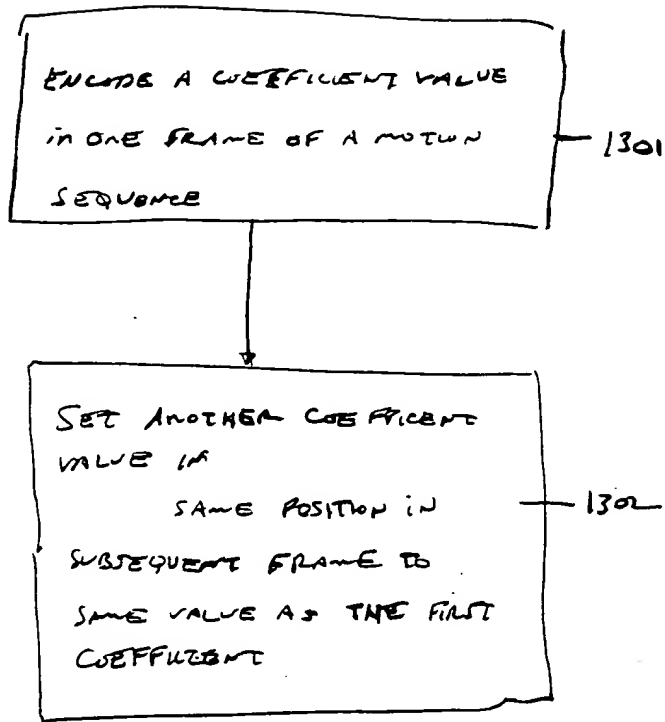 ENCODE A COEFFICIENT VALUE
in ONE FRAME OF A MOTION
SEQUENCE
1301
SET ANOTHER COEFFICENT
VALUE IN
SAME POSITION IN
SUBSEQUENT FRAME TO
SAME VALUE AS THE FIRST
COEFFICIENT
1302